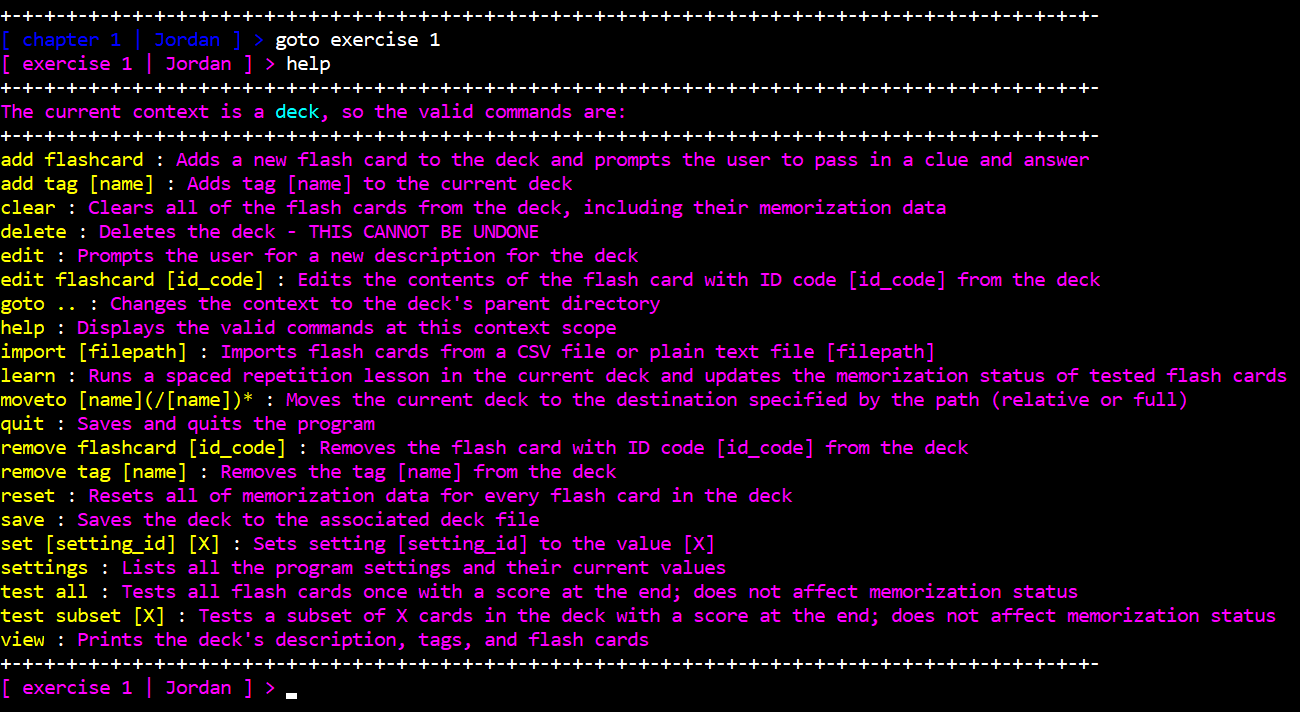 +-+-+-+-+-+-+-+-+-+-+-+-+-+-+-+-+-+-+-+-+-+-+-+-+-+-+-+-+-+-+-+-+-+-+-+-+-+-+-+-+-+-+-+-+-+-+-+-+-+-
[ chapter 1 | Jordan ] > goto exercise 1
[ exercise 1 | Jordan ] > help
+-+-+-+-+-+-+-+-+-+-+-+-+-+-+-+-+-+-+-+-+-+-+-+-+-+-+-+-+-+-+-+-+-+-+-+-+-+-+-+-+-+-+-+-+-+-+-+-+-+-
The current context is a deck, so the valid commands are:
+-+-+-+-+-+-+-+-+-+-+-+-+-+-+-+-+-+-+-+-+-+-+-+-+-+-+-+-+-+-+-+-+-+-+-+-+-+-+-+-+-+-+-+-+-+-+-+-+-+-
add flashcard : Adds a new flash card to the deck and prompts the user to pass in a clue and answer
add tag [name] : Adds tag [name] to the current deck
clear : Clears all of the flash cards from the deck, including their memorization data
delete : Deletes the deck - THIS CANNOT BE UNDONE
edit : Prompts the user for a new description for the deck
edit flashcard [id_code] : Edits the contents of the flash card with ID code [id_code] from the deck
goto .. : Changes the context to the deck's parent directory
help : Displays the valid commands at this context scope
import [filepath] : Imports flash cards from a CSV file or plain text file [filepath]
learn : Runs a spaced repetition lesson in the current deck and updates the memorization status of tested flash cards
moveto [name](/[name])* : Moves the current deck to the destination specified by the path (relative or full)
quit : Saves and quits the program
remove flashcard [id_code] : Removes the flash card with ID code [id_code] from the deck
remove tag [name] : Removes the tag [name] from the deck
reset : Resets all of memorization data for every flash card in the deck
save : Saves the deck to the associated deck file
set [setting_id] [X] : Sets setting [setting_id] to the value [X]
settings : Lists all the program settings and their current values
test all : Tests all flash cards once with a score at the end; does not affect memorization status
test subset [X] : Tests a subset of X cards in the deck with a score at the end; does not affect memorization status
view : Prints the deck's description, tags, and flash cards
+-+-+-+-+-+-+-+-+-+-+-+-+-+-+-+-+-+-+-+-+-+-+-+-+-+-+-+-+-+-+-+-+-+-+-+-+-+-+-+-+-+-+-+-+-+-+-+-+-+-
[ exercise 1 | Jordan ] > _